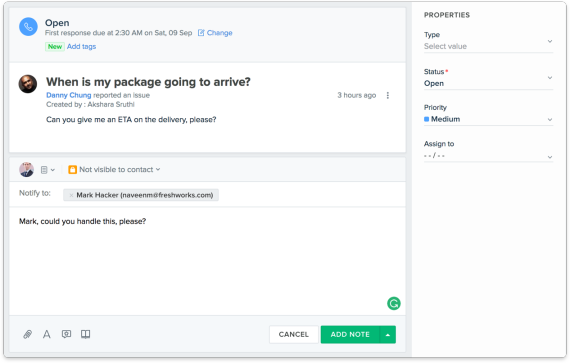 Open
First response due at 2:30 AM on Sat, 09 Sep Change
New Add tags
When is my package going to arrive?
Danny Chung reported an issue
3 hours ago
Created by : Akshara Sruthi
Can you give me an ETA on the delivery, please?
Not visible to contact
Notify to: × Mark Hacker (naveenm@freshworks.com)
Mark, could you handle this, please?
CANCEL
ADD NOTE
PROPERTIES
Type
Select value
Status *
Open
Priority
Medium
Assign to
- - / - -